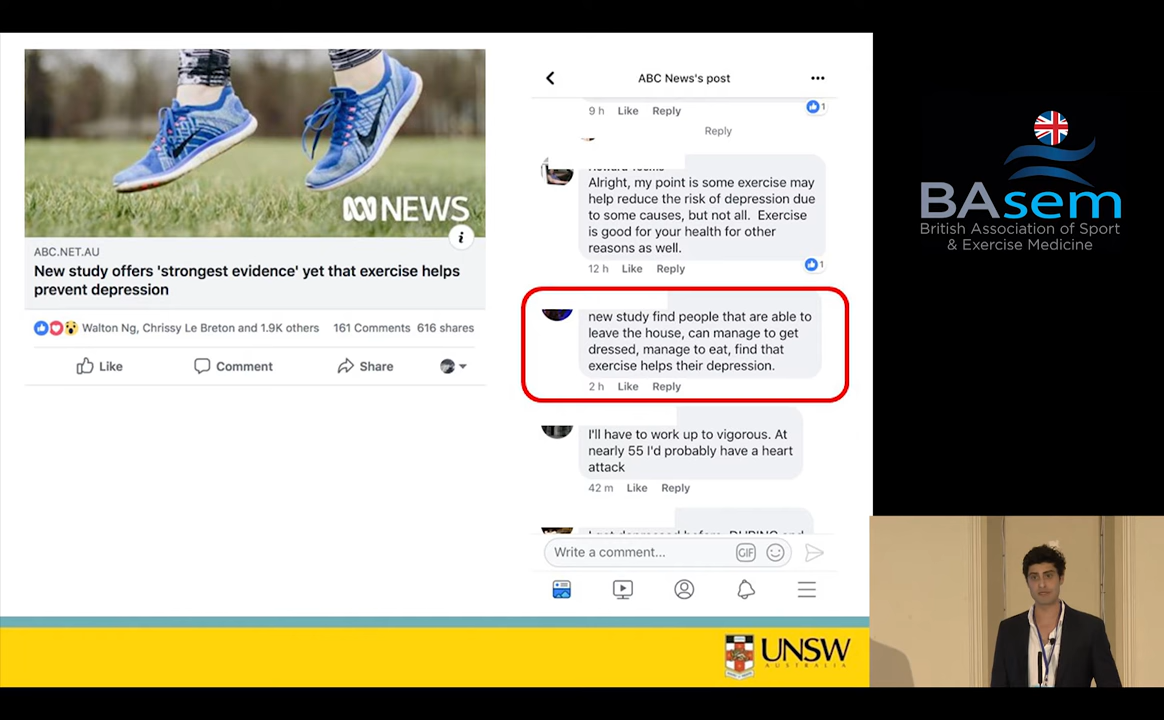 NEWS
ABC.NET.AU
New study offers 'strongest evidence' yet that exercise helps
prevent depression
Walton Ng, Chrissy Le Breton and 1.9K others 161 Comments 616 shares
Like Comment Share
ABC News's post
9 h Like Reply
1
Reply
Alright, my point is some exercise may
help reduce the risk of depression due
to some causes, but not all. Exercise
is good for your health for other
reasons as well.
12 h Like Reply
1
new study find people that are able to
leave the house, can manage to get
dressed, manage to eat, find that
exercise helps their depression.
2 h Like Reply
I'll have to work up to vigorous. At
nearly 55 I'd probably have a heart
attack
42 m Like Reply
Write a comment...
GIF
UNSW
AUSTRALIA
BAsem
British Association of Sport
& Exercise Medicine